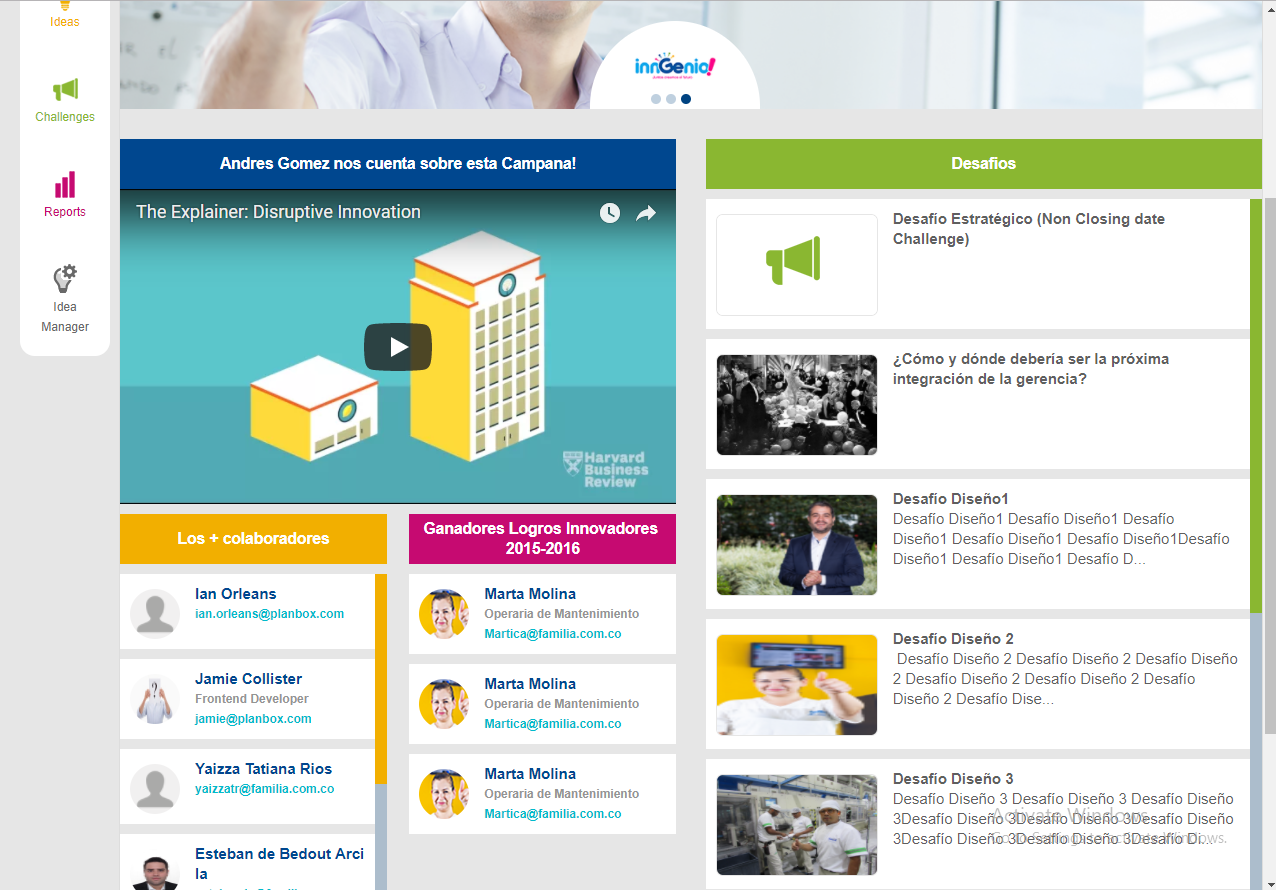 Ideas
Challenges
Reports
Idea
Manager
innGenio!
Andres Gomez nos cuenta sobre esta Campana!
The Explainer: Disruptive Innovation
Harvard
Business
Review
Los + colaboradores
Ian Orleans
ian.orleans@planbox.com
Jamie Collister
Frontend Developer
jamie@planbox.com
Yaizza Tatiana Rios
yaizzatr@familia.com.co
Esteban de Bedout Arci
la
Ganadores Logros Innovadores
2015-2016
Marta Molina
Operaria de Mantenimiento
Martica@familia.com.co
Marta Molina
Operaria de Mantenimiento
Martica@familia.com.co
Marta Molina
Operaria de Mantenimiento
Martica@familia.com.co
Desafios
Desafío Estratégico (Non Closing date
Challenge)
¿Cómo y dónde debería ser la próxima
integración de la gerencia?
Desafío Diseño1
Desafío Diseño1 Desafío Diseño1 Desafío
Diseño1 Desafío Diseño1 Desafío Diseño1Desafío
Diseño1 Desafío Diseño1 Desafío D...
Desafío Diseño 2
Desafío Diseño 2 Desafío Diseño 2 Desafío Diseño
2 Desafío Diseño 2 Desafío Diseño 2 Desafío
Diseño 2 Desafío Dise...
Desafío Diseño 3
Desafío Diseño 3 Desafío Diseño 3 Desafío Diseño
3Desafío Diseño 3Desafío Diseño 3Desafío Diseño
3Desafío Diseño 3Desafío Diseño 3Desafío D...
Activate Windows
Go to Settings to activate Windows.